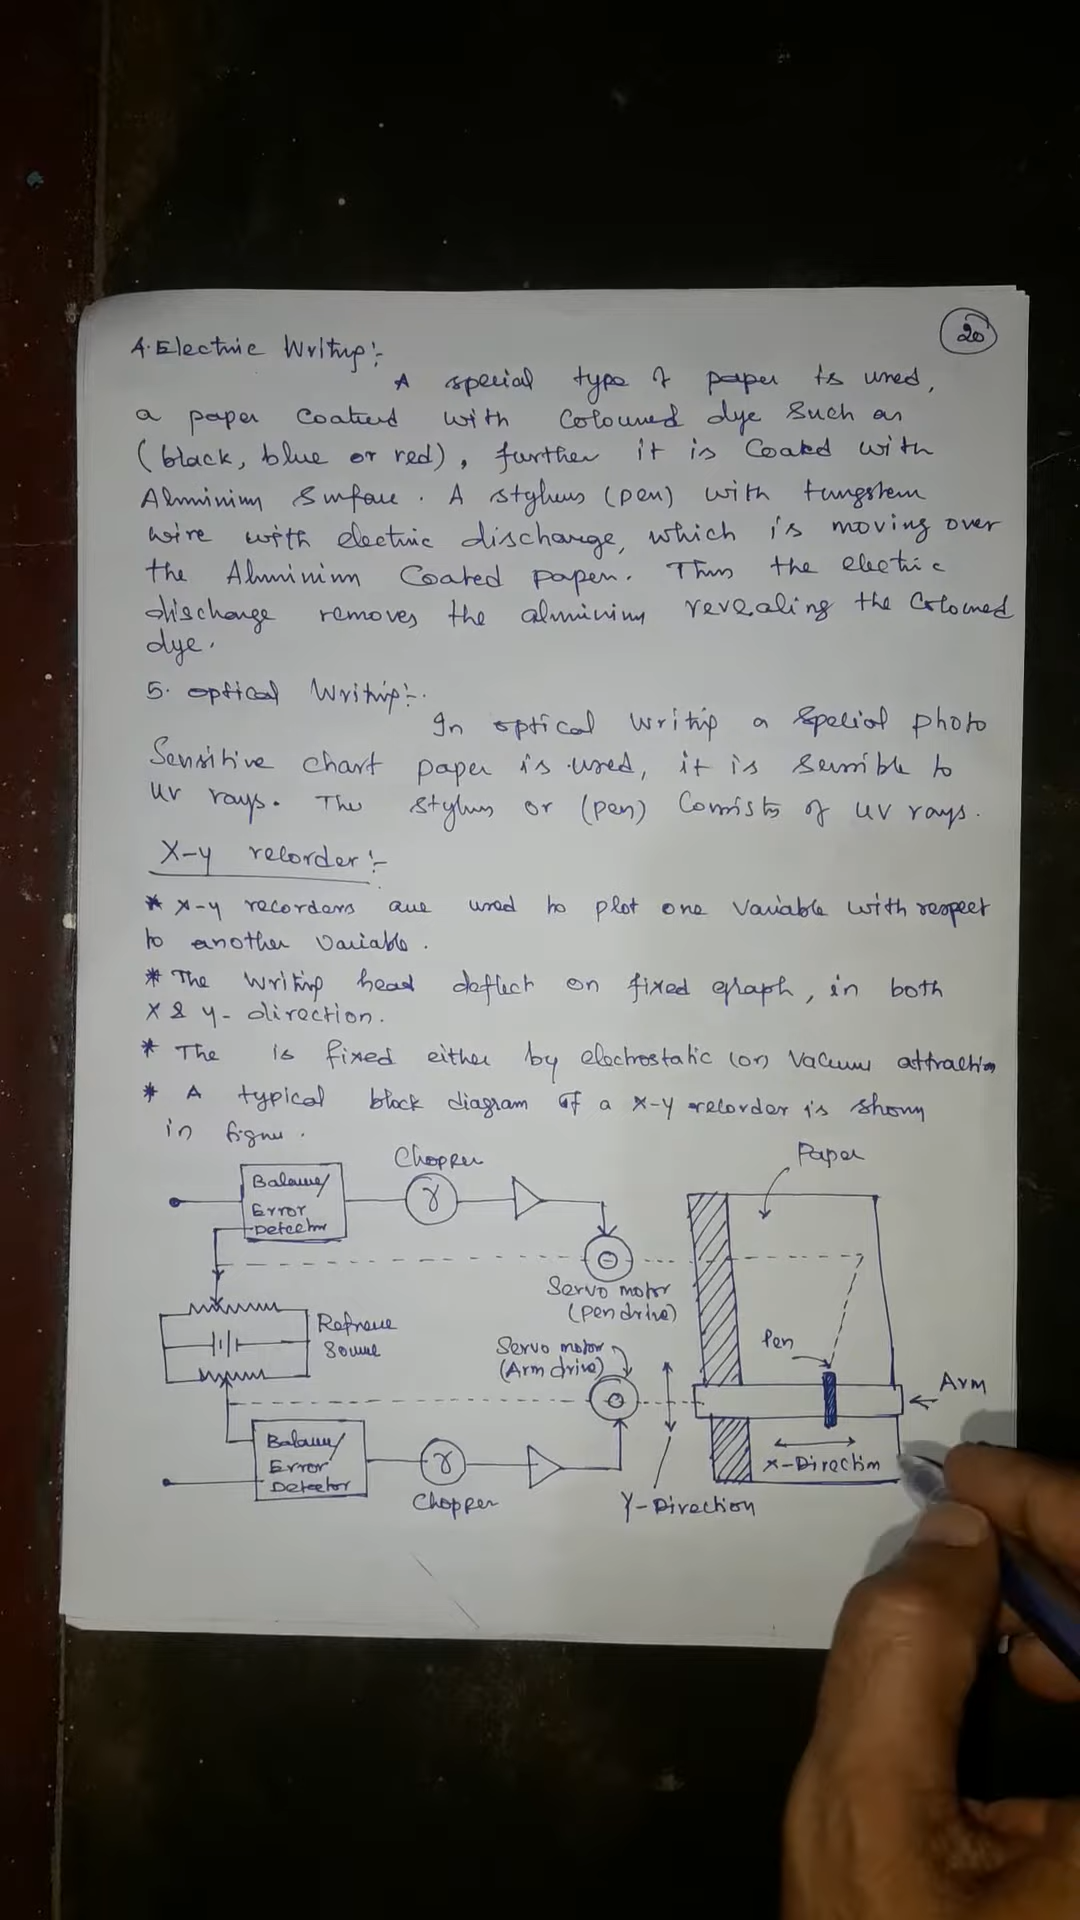 20
4. Electric Writing:-
A special type of paper is used,
a paper coated with coloured dye such as
(black, blue or red), further it is coated with
Aluminium Surface. A stylus (pen) with tungsten
wire with electric discharge, which is moving over
the Aluminium Coated paper. Thus the electric
discharge removes the aluminium revealing the coloured
dye.
5. optical Writing:-
In optical writing a special photo
Sensitive chart paper is used, it is sensible to
UV rays. The stylus or (pen) consists of UV rays.
X-y recorder:-
* x-y recorders are used to plot one variable with respect
to another variable.
* The writing head deflect on fixed graph, in both
X & y- direction.
* The is fixed either by electrostatic (or) vacuum attraction
* A typical block diagram of a x-y recorder is shown
in figure.
Chopper
Paper
Balance/
Error
Detector
Servo motor
(pen drive)
Refrence
Source
Servo motor
(Arm drive)
Pen
Arm
Balance/
Error
Detector
Chopper
X-Direction
Y-Direction